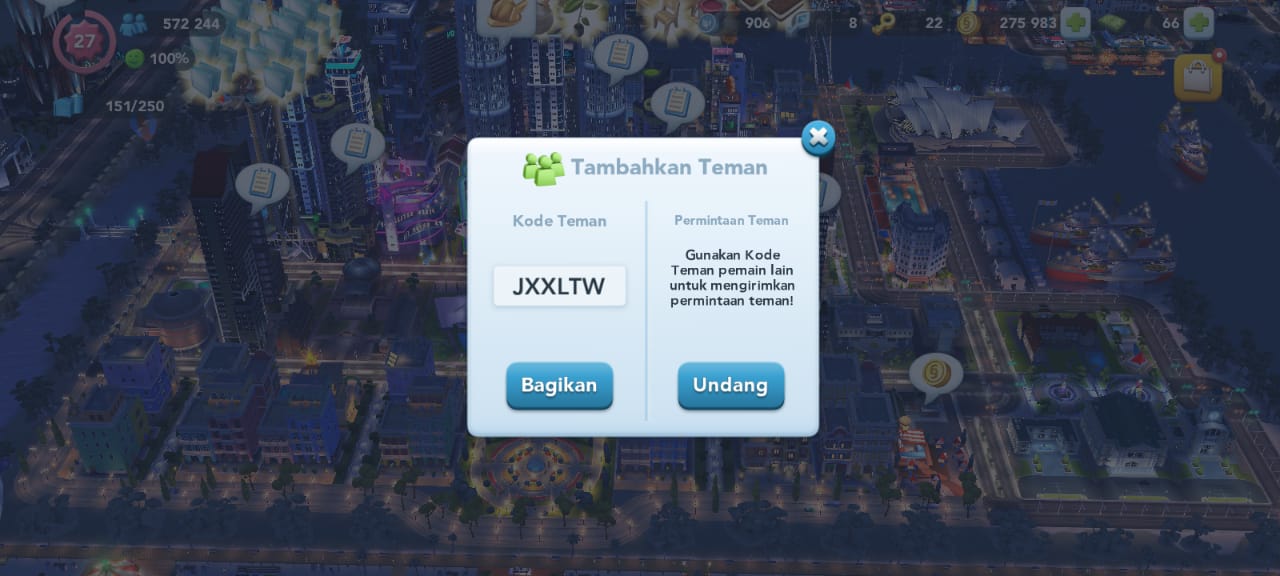 27
572 244
906
8
22
275 983
66
100%
151/250
Tambahkan Teman
Kode Teman
JXXLTW
Bagikan
Permintaan Teman
Gunakan Kode
Teman pemain lain
untuk mengirimkan
permintaan teman!
Undang